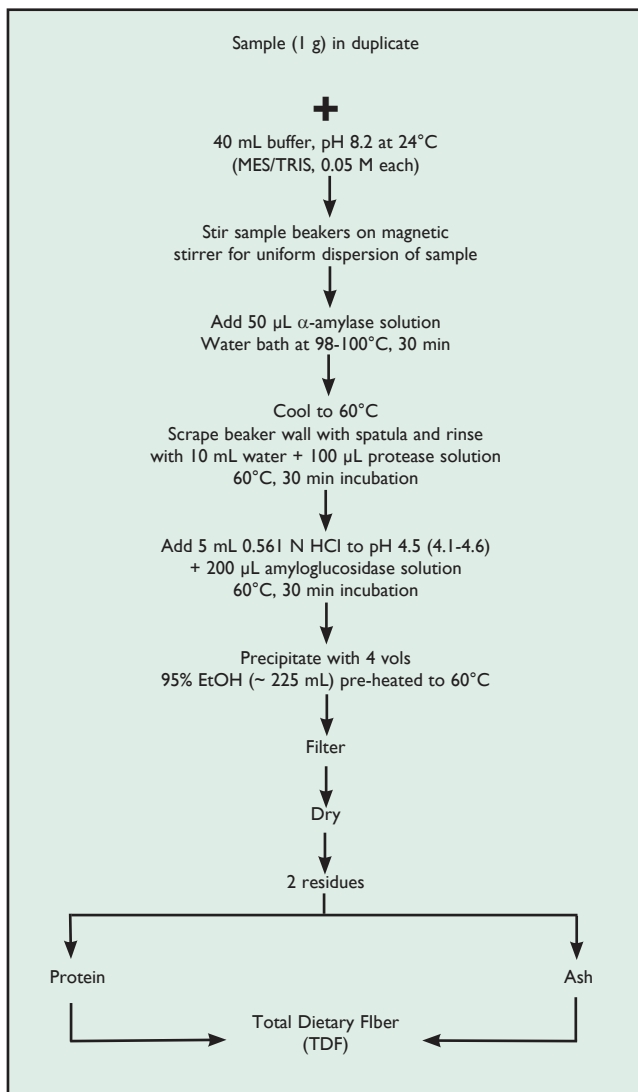 Sample (1 g) in duplicate
+
40 mL buffer, pH 8.2 at 24°C
(MES/TRIS, 0.05 M each)
Stir sample beakers on magnetic
stirrer for uniform dispersion of sample
Add 50 µL α-amylase solution
Water bath at 98-100°C, 30 min
Cool to 60°C
Scrape beaker wall with spatula and rinse
with 10 mL water + 100 µL protease solution
60°C, 30 min incubation
Add 5 mL 0.561 N HCl to pH 4.5 (4.1-4.6)
+ 200 µL amyloglucosidase solution
60°C, 30 min incubation
Precipitate with 4 vols
95% EtOH (~ 225 mL) pre-heated to 60°C
Filter
Dry
2 residues
Protein
Ash
Total Dietary FIber
(TDF)